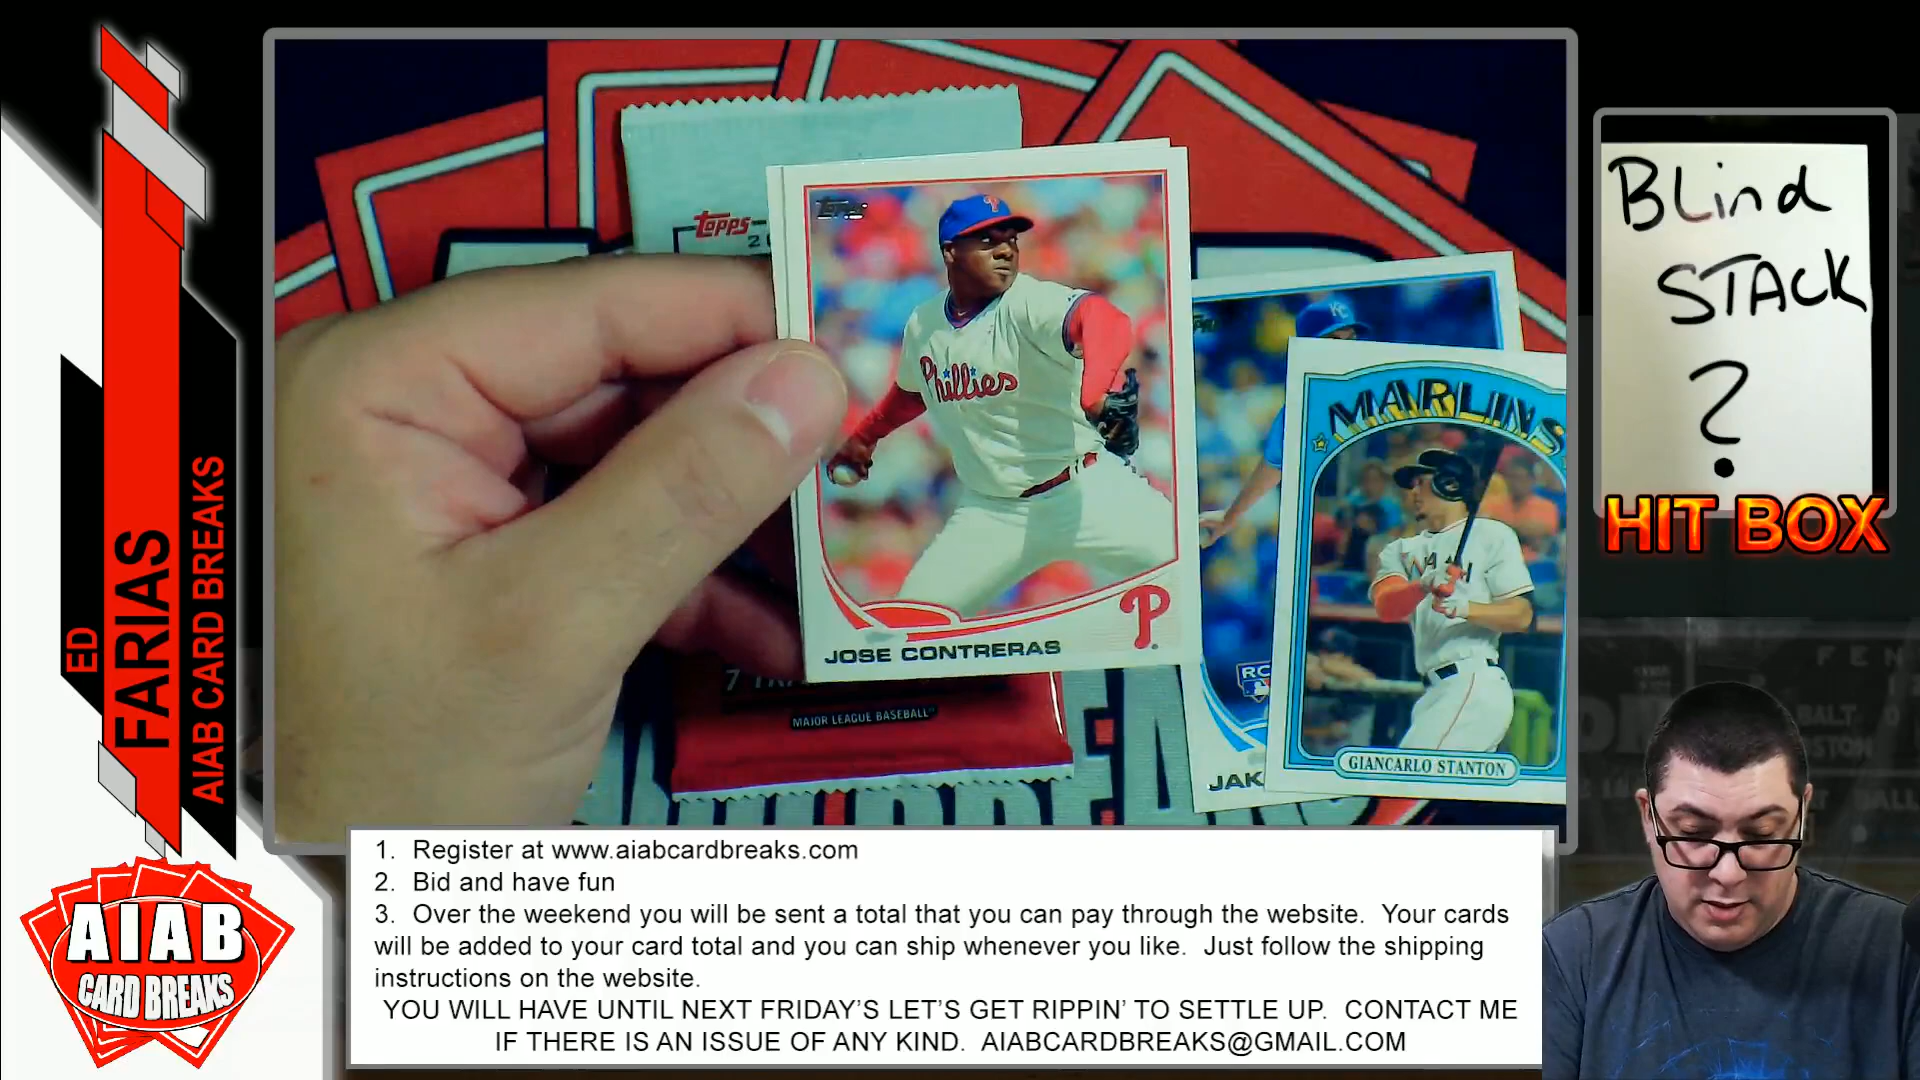 ED
FARIAS
AIAB CARD BREAKS
AIAB
CARD BREAKS
TOPPS
Topps
P
Phillies
JOSE CONTRERAS
P
MAJOR LEAGUE BASEBALL
KC
RC
JAK
MARLINS
GIANCARLO STANTON
BLind
STACK
?
HIT BOX
1. Register at www.aiabcardbreaks.com
2. Bid and have fun
3. Over the weekend you will be sent a total that you can pay through the website. Your cards
will be added to your card total and you can ship whenever you like. Just follow the shipping
instructions on the website.
YOU WILL HAVE UNTIL NEXT FRIDAY'S LET'S GET RIPPIN' TO SETTLE UP. CONTACT ME
IF THERE IS AN ISSUE OF ANY KIND. AIABCARDBREAKS@GMAIL.COM